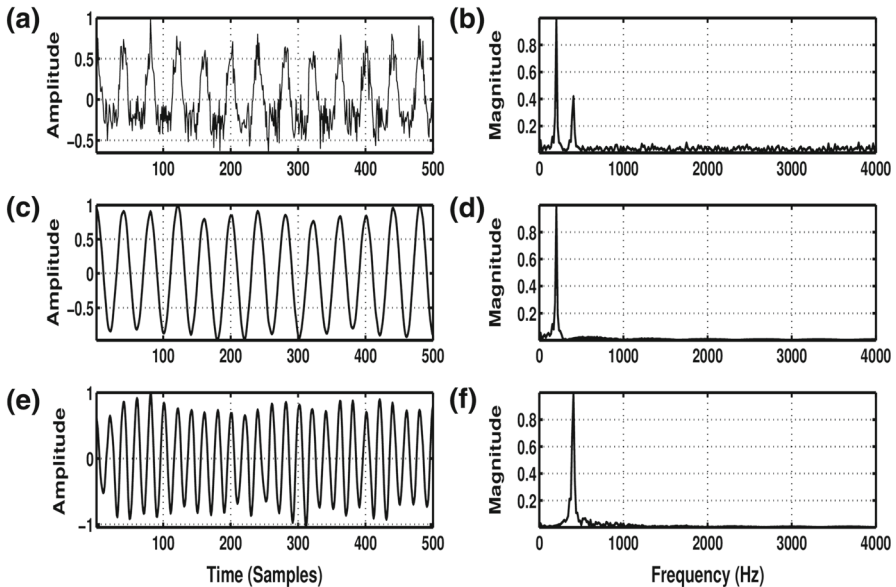 (a)
Amplitude
1
0.5
0
−0.5
100 200 300 400 500
(b)
Magnitude
0.8
0.6
0.4
0.2
0 1000 2000 3000 4000
(c)
Amplitude
1
0.5
0
−0.5
100 200 300 400 500
(d)
Magnitude
0.8
0.6
0.4
0.2
0 1000 2000 3000 4000
(e)
Amplitude
1
0
−1
100 200 300 400 500
Time (Samples)
(f)
Magnitude
0.8
0.6
0.4
0.2
0 1000 2000 3000 4000
Frequency (Hz)